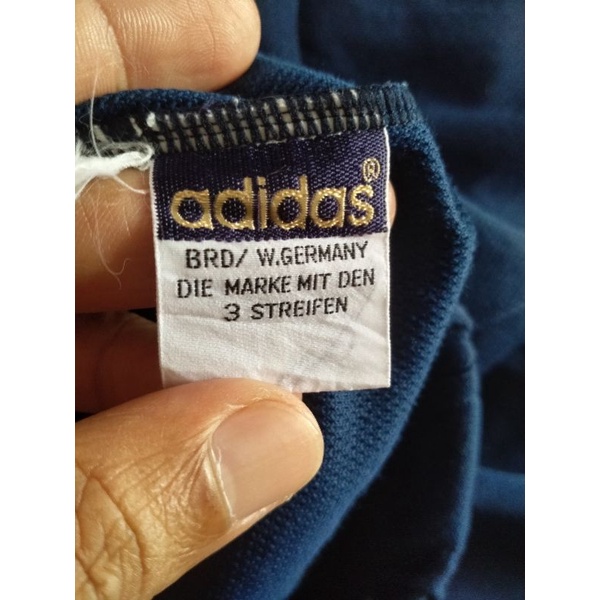 adidas®
BRD/ W.GERMANY
DIE MARKE MIT DEN
3 STREIFEN